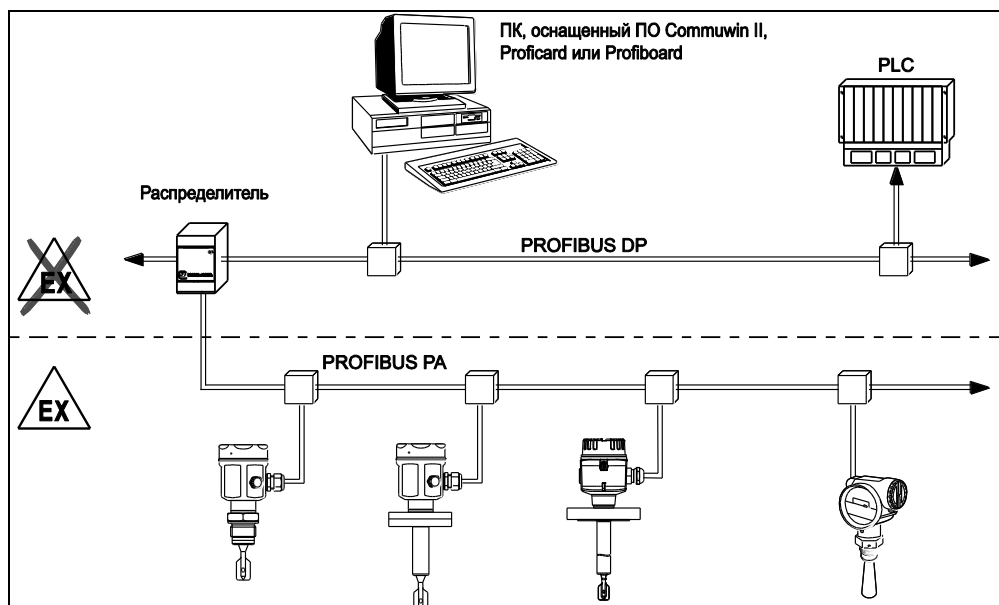 ПК, оснащенный ПО Commuwin II,
Proficard или Profiboard
PLC
Распределитель
PROFIBUS DP
EX
PROFIBUS PA
EX